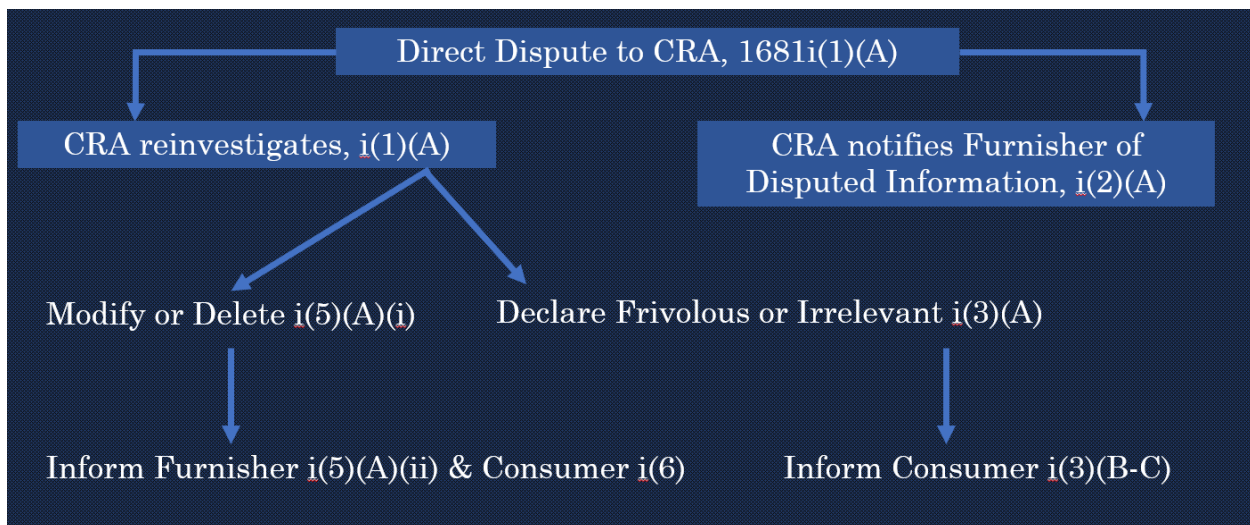 Direct Dispute to CRA, 1681i(1)(A)
CRA reinvestigates, i(1)(A)
CRA notifies Furnisher of
Disputed Information, i(2)(A)
Modify or Delete i(5)(A)(i)
Declare Frivolous or Irrelevant i(3)(A)
Inform Furnisher i(5)(A)(ii) & Consumer i(6)
Inform Consumer i(3)(B-C)